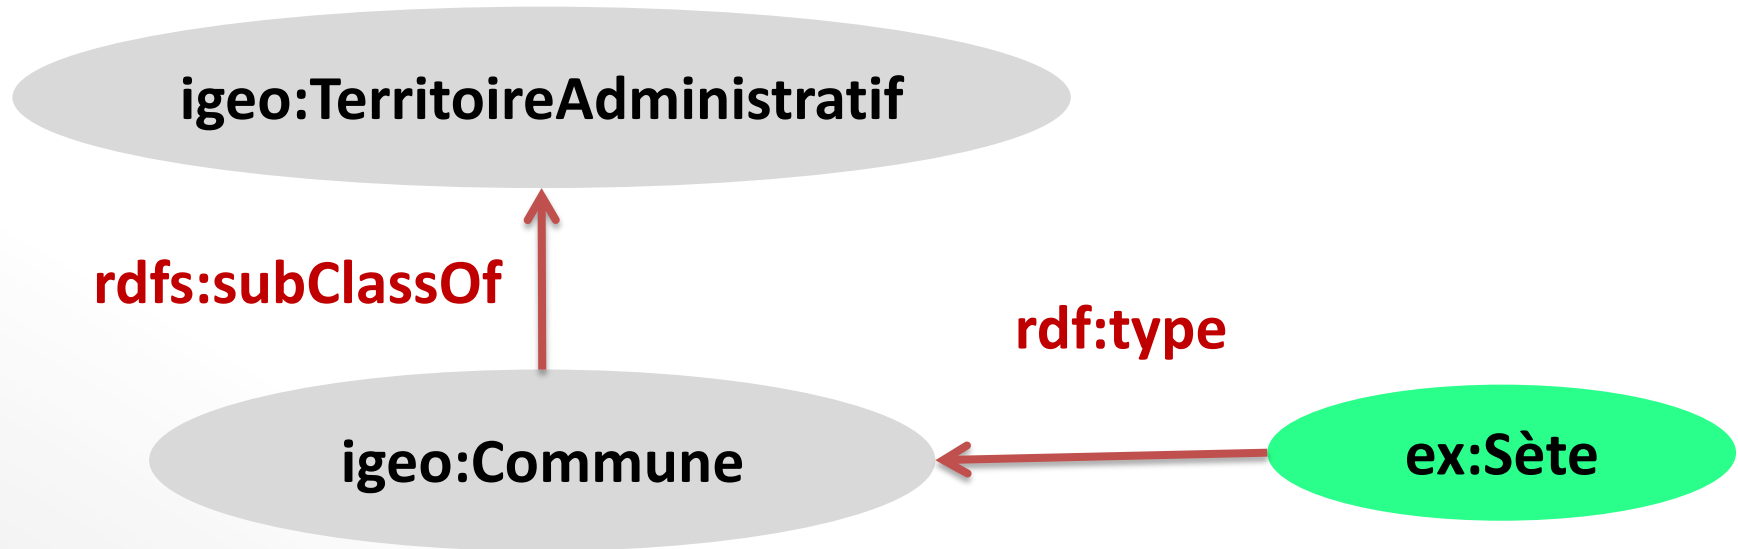 igeo:TerritoireAdministratif
rdfs:subClassOf
rdf:type
igeo:Commune
ex:Sète